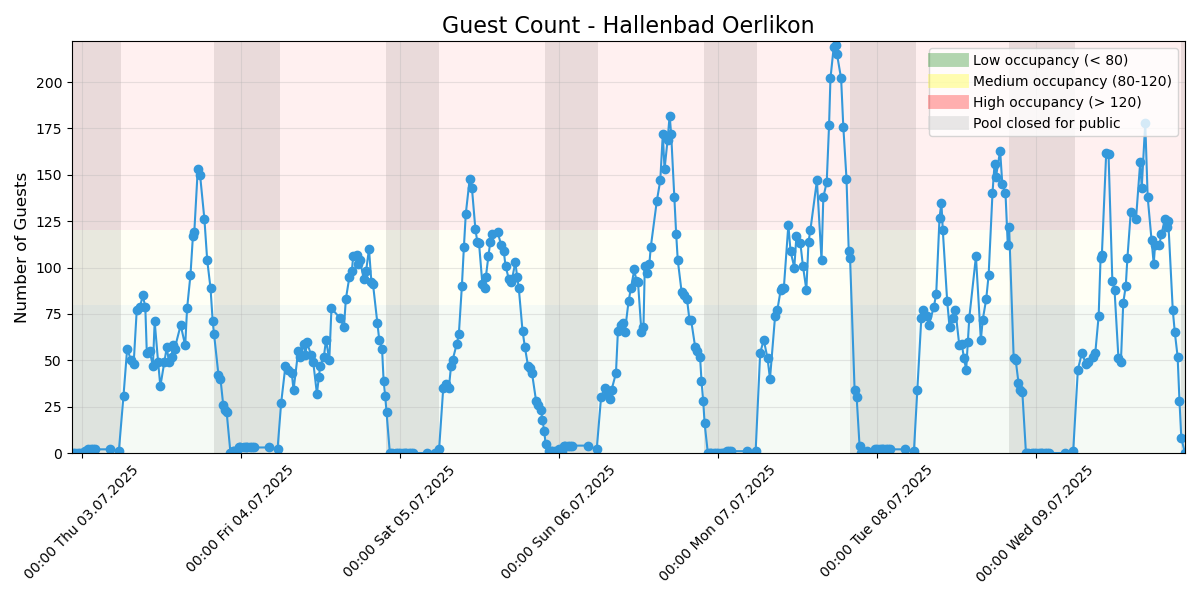 Guest Count - Hallenbad Oerlikon
Low occupancy (< 80)
Medium occupancy (80-120)
High occupancy (> 120)
Pool closed for public
Number of Guests
200
175
150
125
100
75
50
25
0
00:00 Thu 03.07.2025
00:00 Fri 04.07.2025
00:00 Sat 05.07.2025
00:00 Sun 06.07.2025
00:00 Mon 07.07.2025
00:00 Tue 08.07.2025
00:00 Wed 09.07.2025